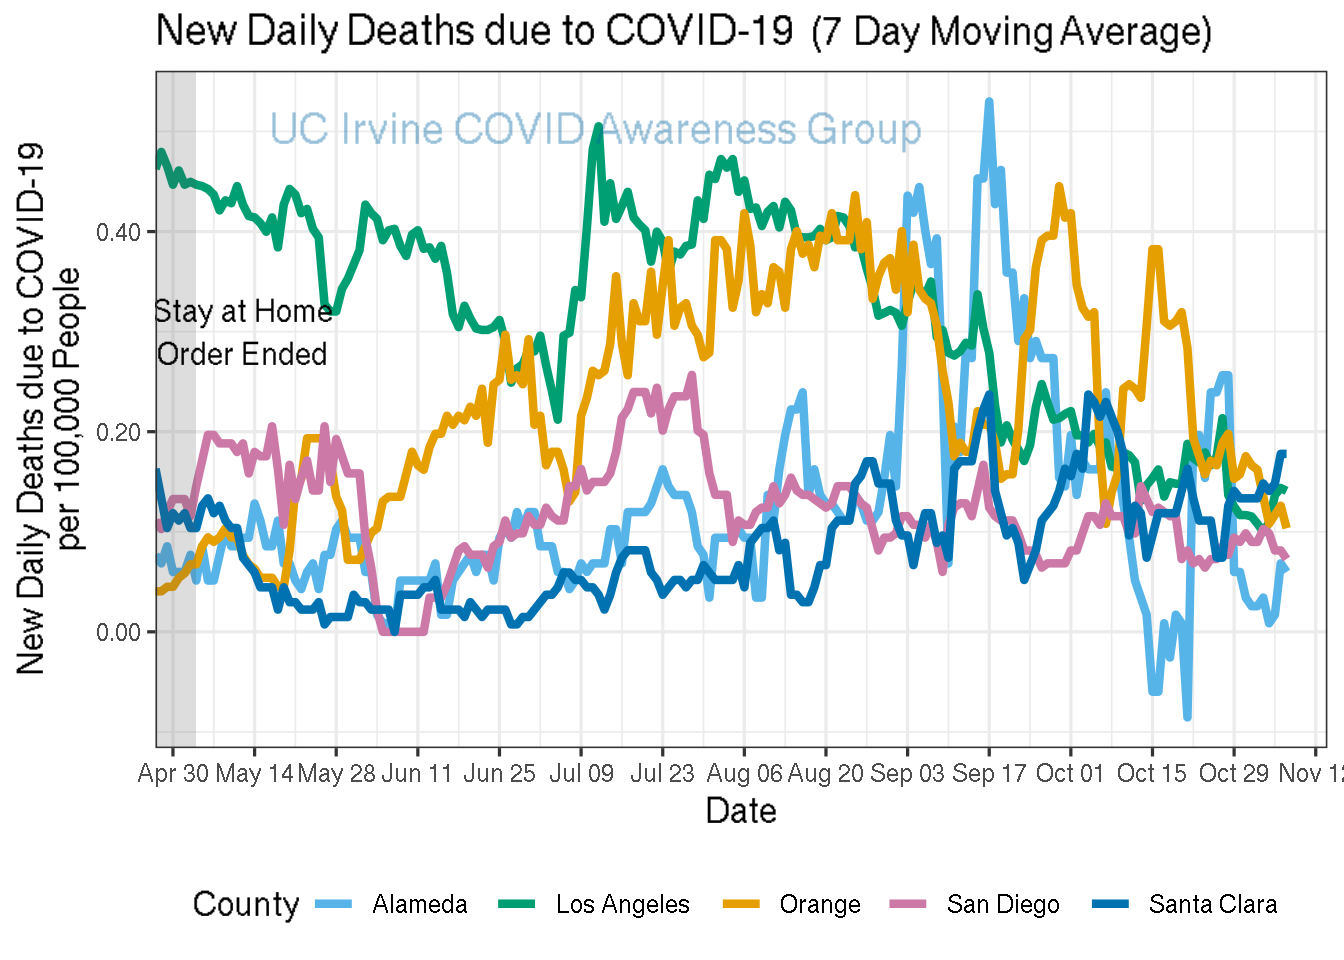 New Daily Deaths due to COVID-19 (7 Day Moving Average)
UC Irvine COVID Awareness Group
New Daily Deaths due to COVID-19
per 100,000 People
0.40
0.20
0.00
Stay at Home
Order Ended
Apr 30 May 14 May 28 Jun 11 Jun 25 Jul 09 Jul 23 Aug 06 Aug 20 Sep 03 Sep 17 Oct 01 Oct 15 Oct 29 Nov 12
Date
County Alameda Los Angeles Orange San Diego Santa Clara